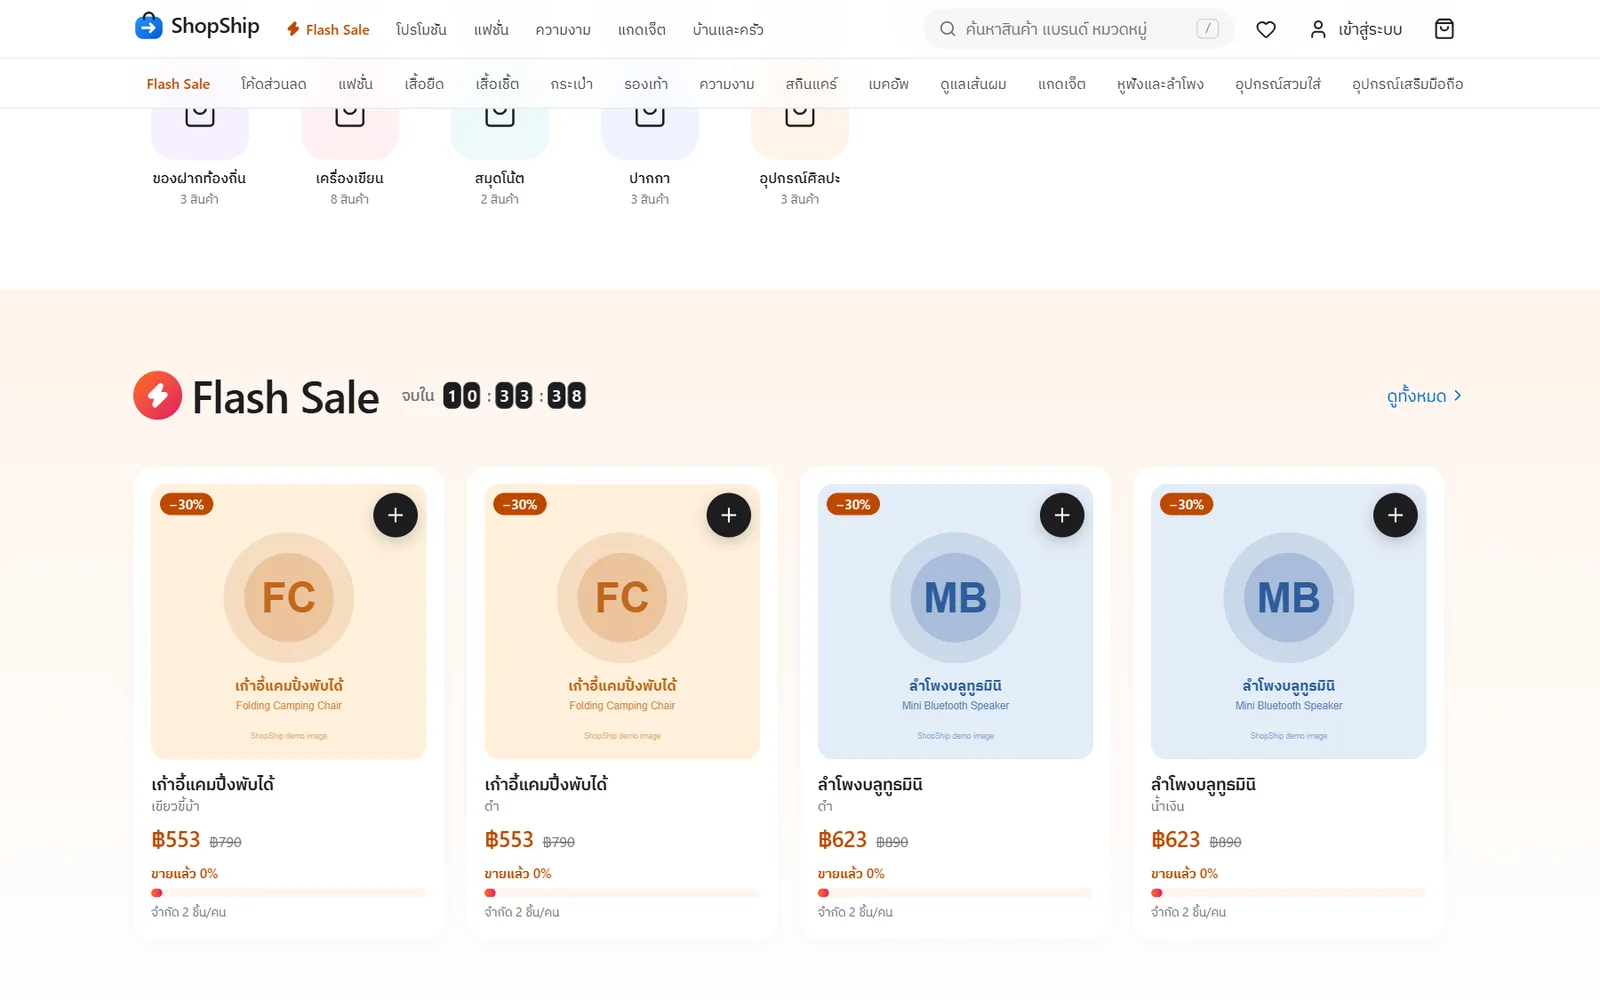 ShopShip
Flash Sale
โปรโมชัน
แฟชั่น
ความงาม
แกดเจ็ต
บ้านและครัว
ค้นหาสินค้า แบรนด์ หมวดหมู่
/
เข้าสู่ระบบ
Flash Sale
โค้ดส่วนลด
แฟชั่น
เสื้อยืด
เสื้อเชิ้ต
กระเป๋า
รองเท้า
ความงาม
สกินแคร์
เมคอัพ
ดูแลเส้นผม
แกดเจ็ต
หูฟังและลำโพง
อุปกรณ์สวมใส่
อุปกรณ์เสริมมือถือ
ของฝากท้องถิ่น
3 สินค้า
เครื่องเขียน
8 สินค้า
สมุดโน้ต
2 สินค้า
ปากกา
3 สินค้า
อุปกรณ์ศิลปะ
3 สินค้า
Flash Sale
จบใน 10:33:38
ดูทั้งหมด
−30%
FC
เก้าอี้แคมปิ้งพับได้
Folding Camping Chair
ShopShip demo image
เก้าอี้แคมปิ้งพับได้
เขียวขี้ม้า
฿553 ฿790
ขายแล้ว 0%
จำกัด 2 ชิ้น/คน
−30%
FC
เก้าอี้แคมปิ้งพับได้
Folding Camping Chair
ShopShip demo image
เก้าอี้แคมปิ้งพับได้
ดำ
฿553 ฿790
ขายแล้ว 0%
จำกัด 2 ชิ้น/คน
−30%
MB
ลำโพงบลูทูธมินิ
Mini Bluetooth Speaker
ShopShip demo image
ลำโพงบลูทูธมินิ
ดำ
฿623 ฿890
ขายแล้ว 0%
จำกัด 2 ชิ้น/คน
−30%
MB
ลำโพงบลูทูธมินิ
Mini Bluetooth Speaker
ShopShip demo image
ลำโพงบลูทูธมินิ
น้ำเงิน
฿623 ฿890
ขายแล้ว 0%
จำกัด 2 ชิ้น/คน